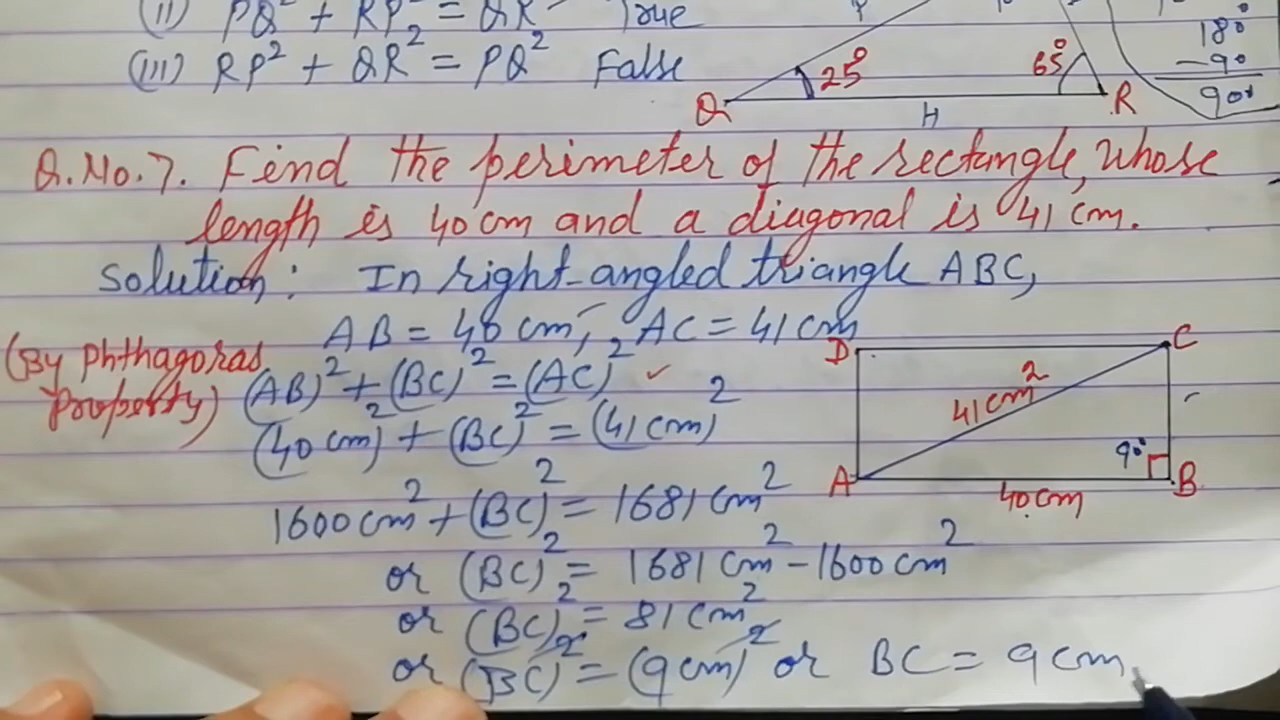 (ii) PQ² + RP² = QR² True
(iii) RP² + QR² = PQ² False
25° 65°
Q H R
180
-90
90°
Q.No.7. Find the perimeter of the rectangle, whose
length is 40 cm and a diagonal is 41 cm.
Solution: In right-angled triangle ABC,
AB = 40 cm, AC = 41 cm
(By Phthagoras
Property) (AB)² + (BC)² = (AC)² ✓
(40 cm)² + (BC)² = (41 cm)²
1600 cm² + (BC)² = 1681 cm²
or (BC)² = 1681 cm² - 1600 cm²
or (BC)² = 81 cm²
or (BC)² = (9 cm)² or BC = 9 cm
D C
41 cm²
90°
A B
40 cm